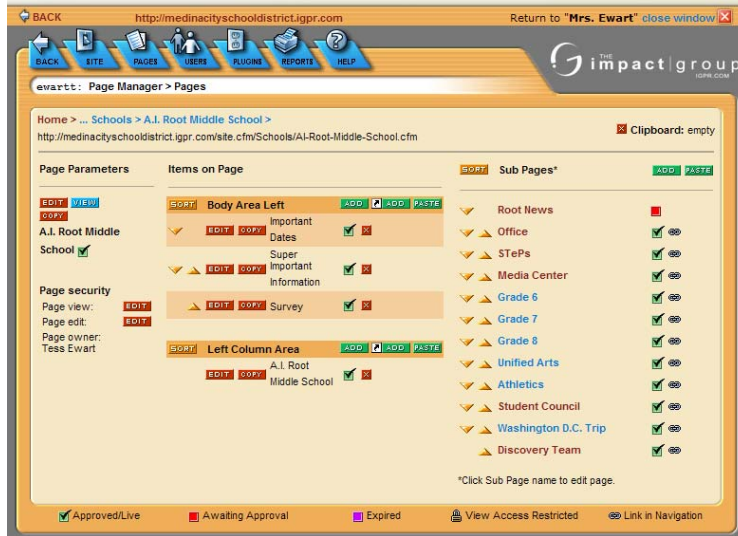 BACK http://medinacityschooldistrict.igpr.com Return to "Mrs. Ewart" close window
BACK SITE PAGES USERS PLUGINS REPORTS HELP
THE impact group
IGPR.COM
ewartt: Page Manager > Pages
Home > ... Schools > A.I. Root Middle School >
http://medinacityschooldistrict.igpr.com/site.cfm/Schools/AI-Root-Middle-School.cfm
Clipboard: empty
Page Parameters
EDIT VIEW
COPY
A.I. Root Middle
School
Page security
Page view: EDIT
Page edit: EDIT
Page owner:
Tess Ewart
Items on Page
SORT Body Area Left ADD ADD PASTE
EDIT COPY Important
Dates
EDIT COPY Super
Important
Information
EDIT COPY Survey
SORT Left Column Area ADD ADD PASTE
EDIT COPY A.I. Root
Middle School
SORT Sub Pages* ADD PASTE
Root News
Office
STePs
Media Center
Grade 6
Grade 7
Grade 8
Unified Arts
Athletics
Student Council
Washington D.C. Trip
Discovery Team
*Click Sub Page name to edit page.
Approved/Live Awaiting Approval Expired View Access Restricted Link in Navigation